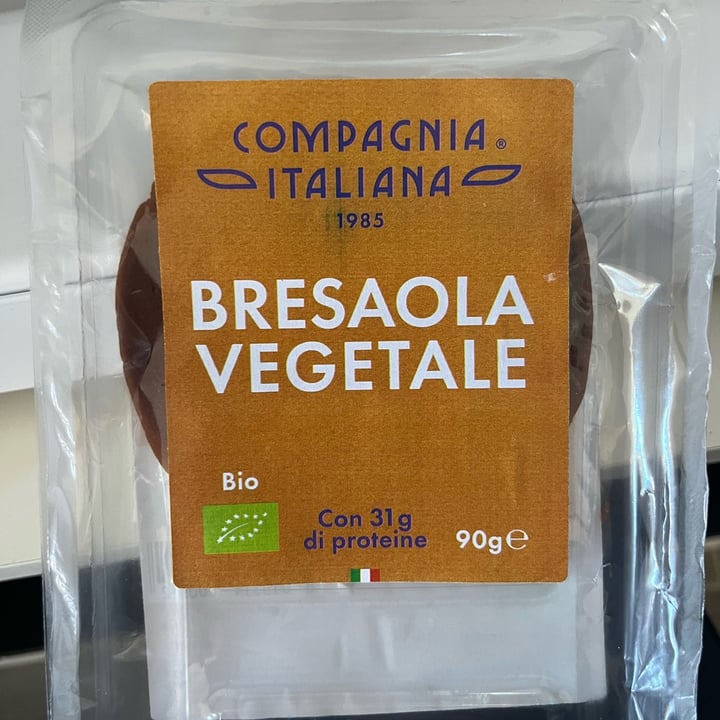 COMPAGNIA®
ITALIANA
1985
BRESAOLA
VEGETALE
Bio
Con 31g
di proteine
90g℮